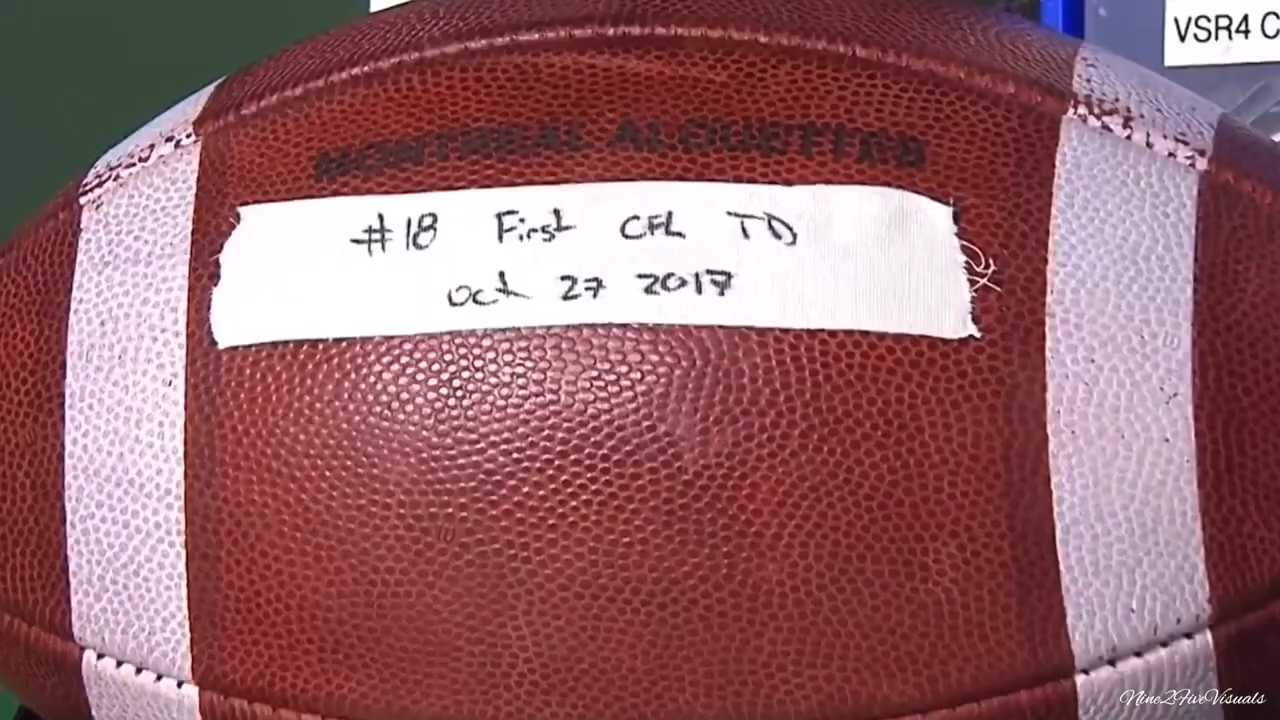 VSR4 C
MONTREAL ALOUETTES
#18 First CFL TD
Oct 27 2017
Nine2FiveVisuals